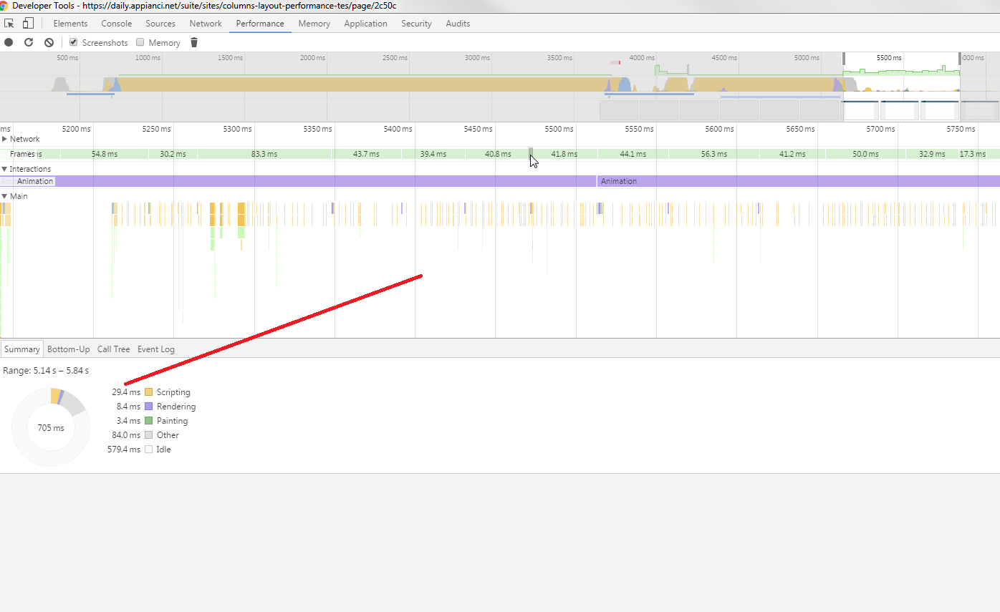 Developer Tools - https://daily.appianci.net/suite/sites/columns-layout-performance-tes/page/2c50c
Elements Console Sources Network Performance Memory Application Security Audits
Screenshots Memory
500 ms 1000 ms 1500 ms 2000 ms 2500 ms 3000 ms 3500 ms 4000 ms 4500 ms 5000 ms 5500 ms 000 ms
ms 5200 ms 5250 ms 5300 ms 5350 ms 5400 ms 5450 ms 5500 ms 5550 ms 5600 ms 5650 ms 5700 ms 5750 ms
Network
Frames 54.8 ms 30.2 ms 83.3 ms 43.7 ms 39.4 ms 40.8 ms 41.8 ms 44.1 ms 56.3 ms 41.2 ms 50.0 ms 32.9 ms 17.3 ms
Interactions
Animation Animation
Main
Summary Bottom-Up Call Tree Event Log
Range: 5.14 s – 5.84 s
29.4 ms Scripting
8.4 ms Rendering
3.4 ms Painting
705 ms
84.0 ms Other
579.4 ms Idle